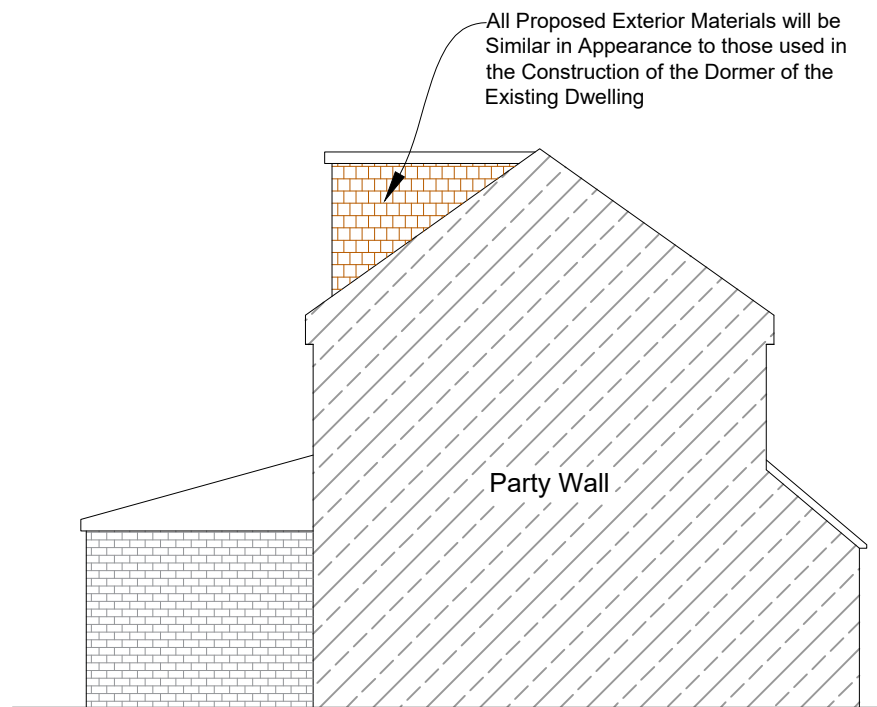 All Proposed Exterior Materials will be
Similar in Appearance to those used in
the Construction of the Dormer of the
Existing Dwelling
Party Wall